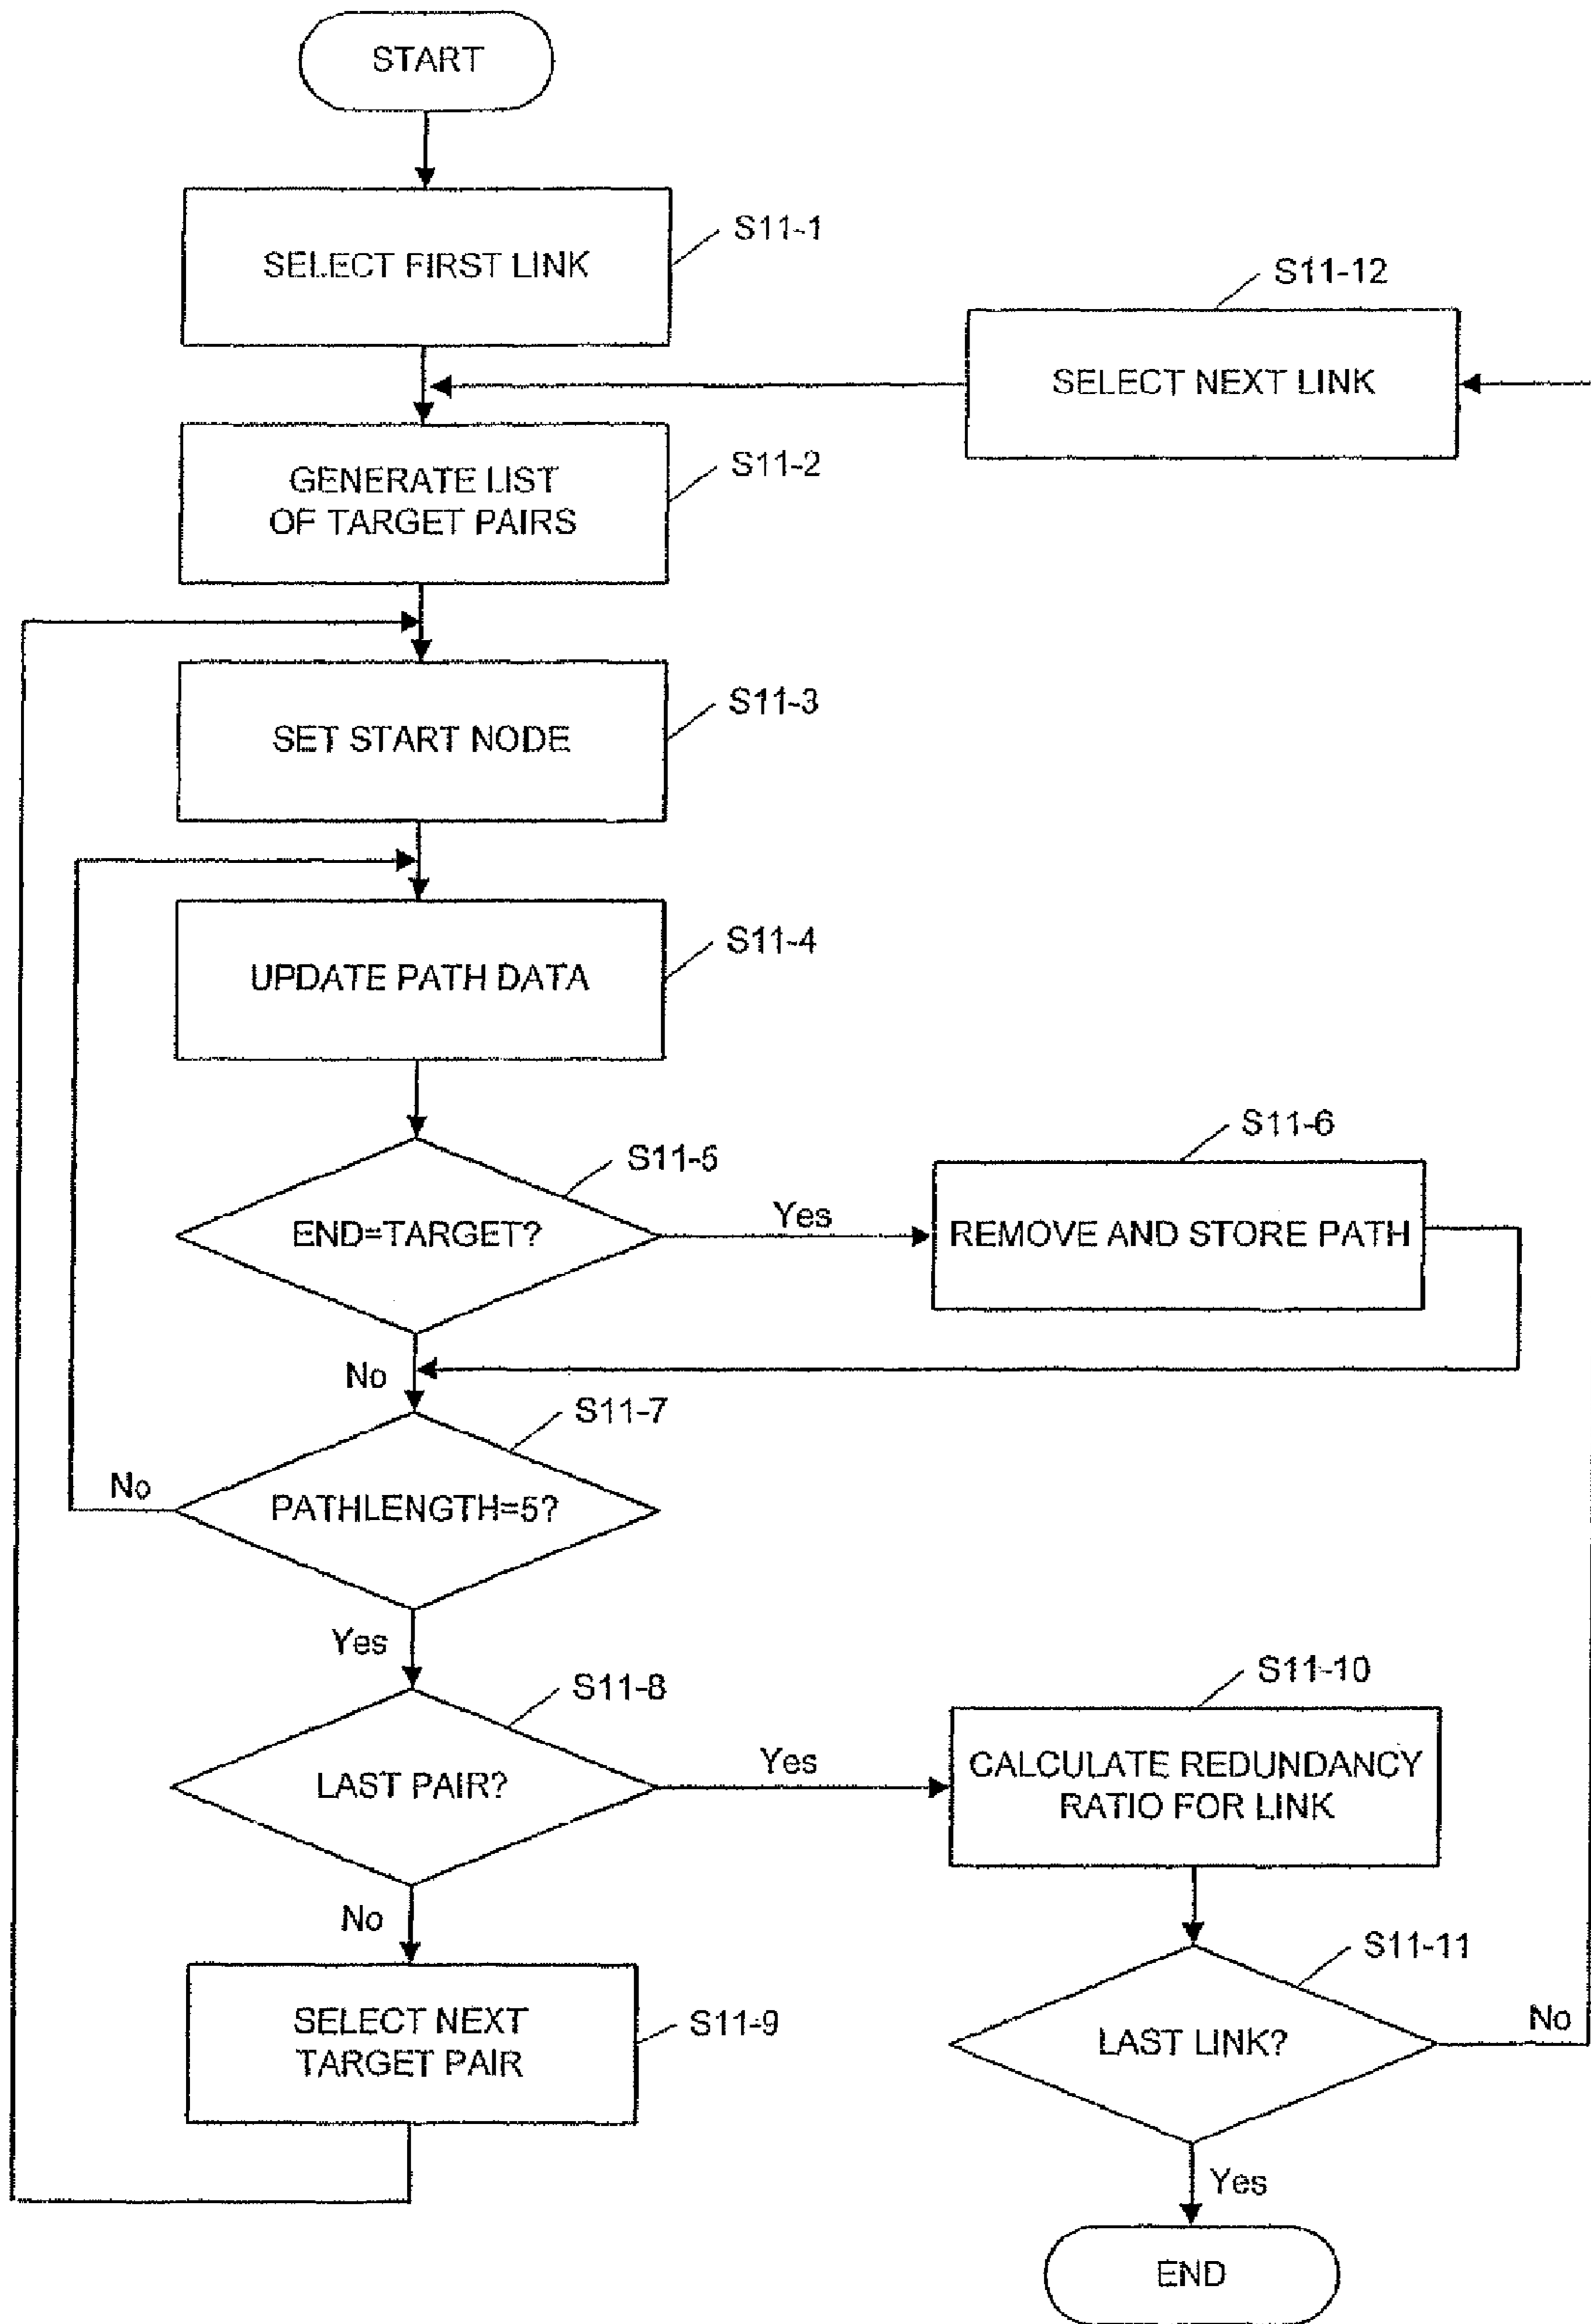 START
SELECT FIRST LINK
S11-1
S11-12
SELECT NEXT LINK
GENERATE LIST
OF TARGET PAIRS
S11-2
SET START NODE
S11-3
UPDATE PATH DATA
S11-4
END=TARGET?
S11-5
Yes
S11-6
REMOVE AND STORE PATH
No
S11-7
PATHLENGTH=5?
No
Yes
S11-8
LAST PAIR?
Yes
S11-10
CALCULATE REDUNDANCY
RATIO FOR LINK
No
SELECT NEXT
TARGET PAIR
S11-9
S11-11
LAST LINK?
No
Yes
END